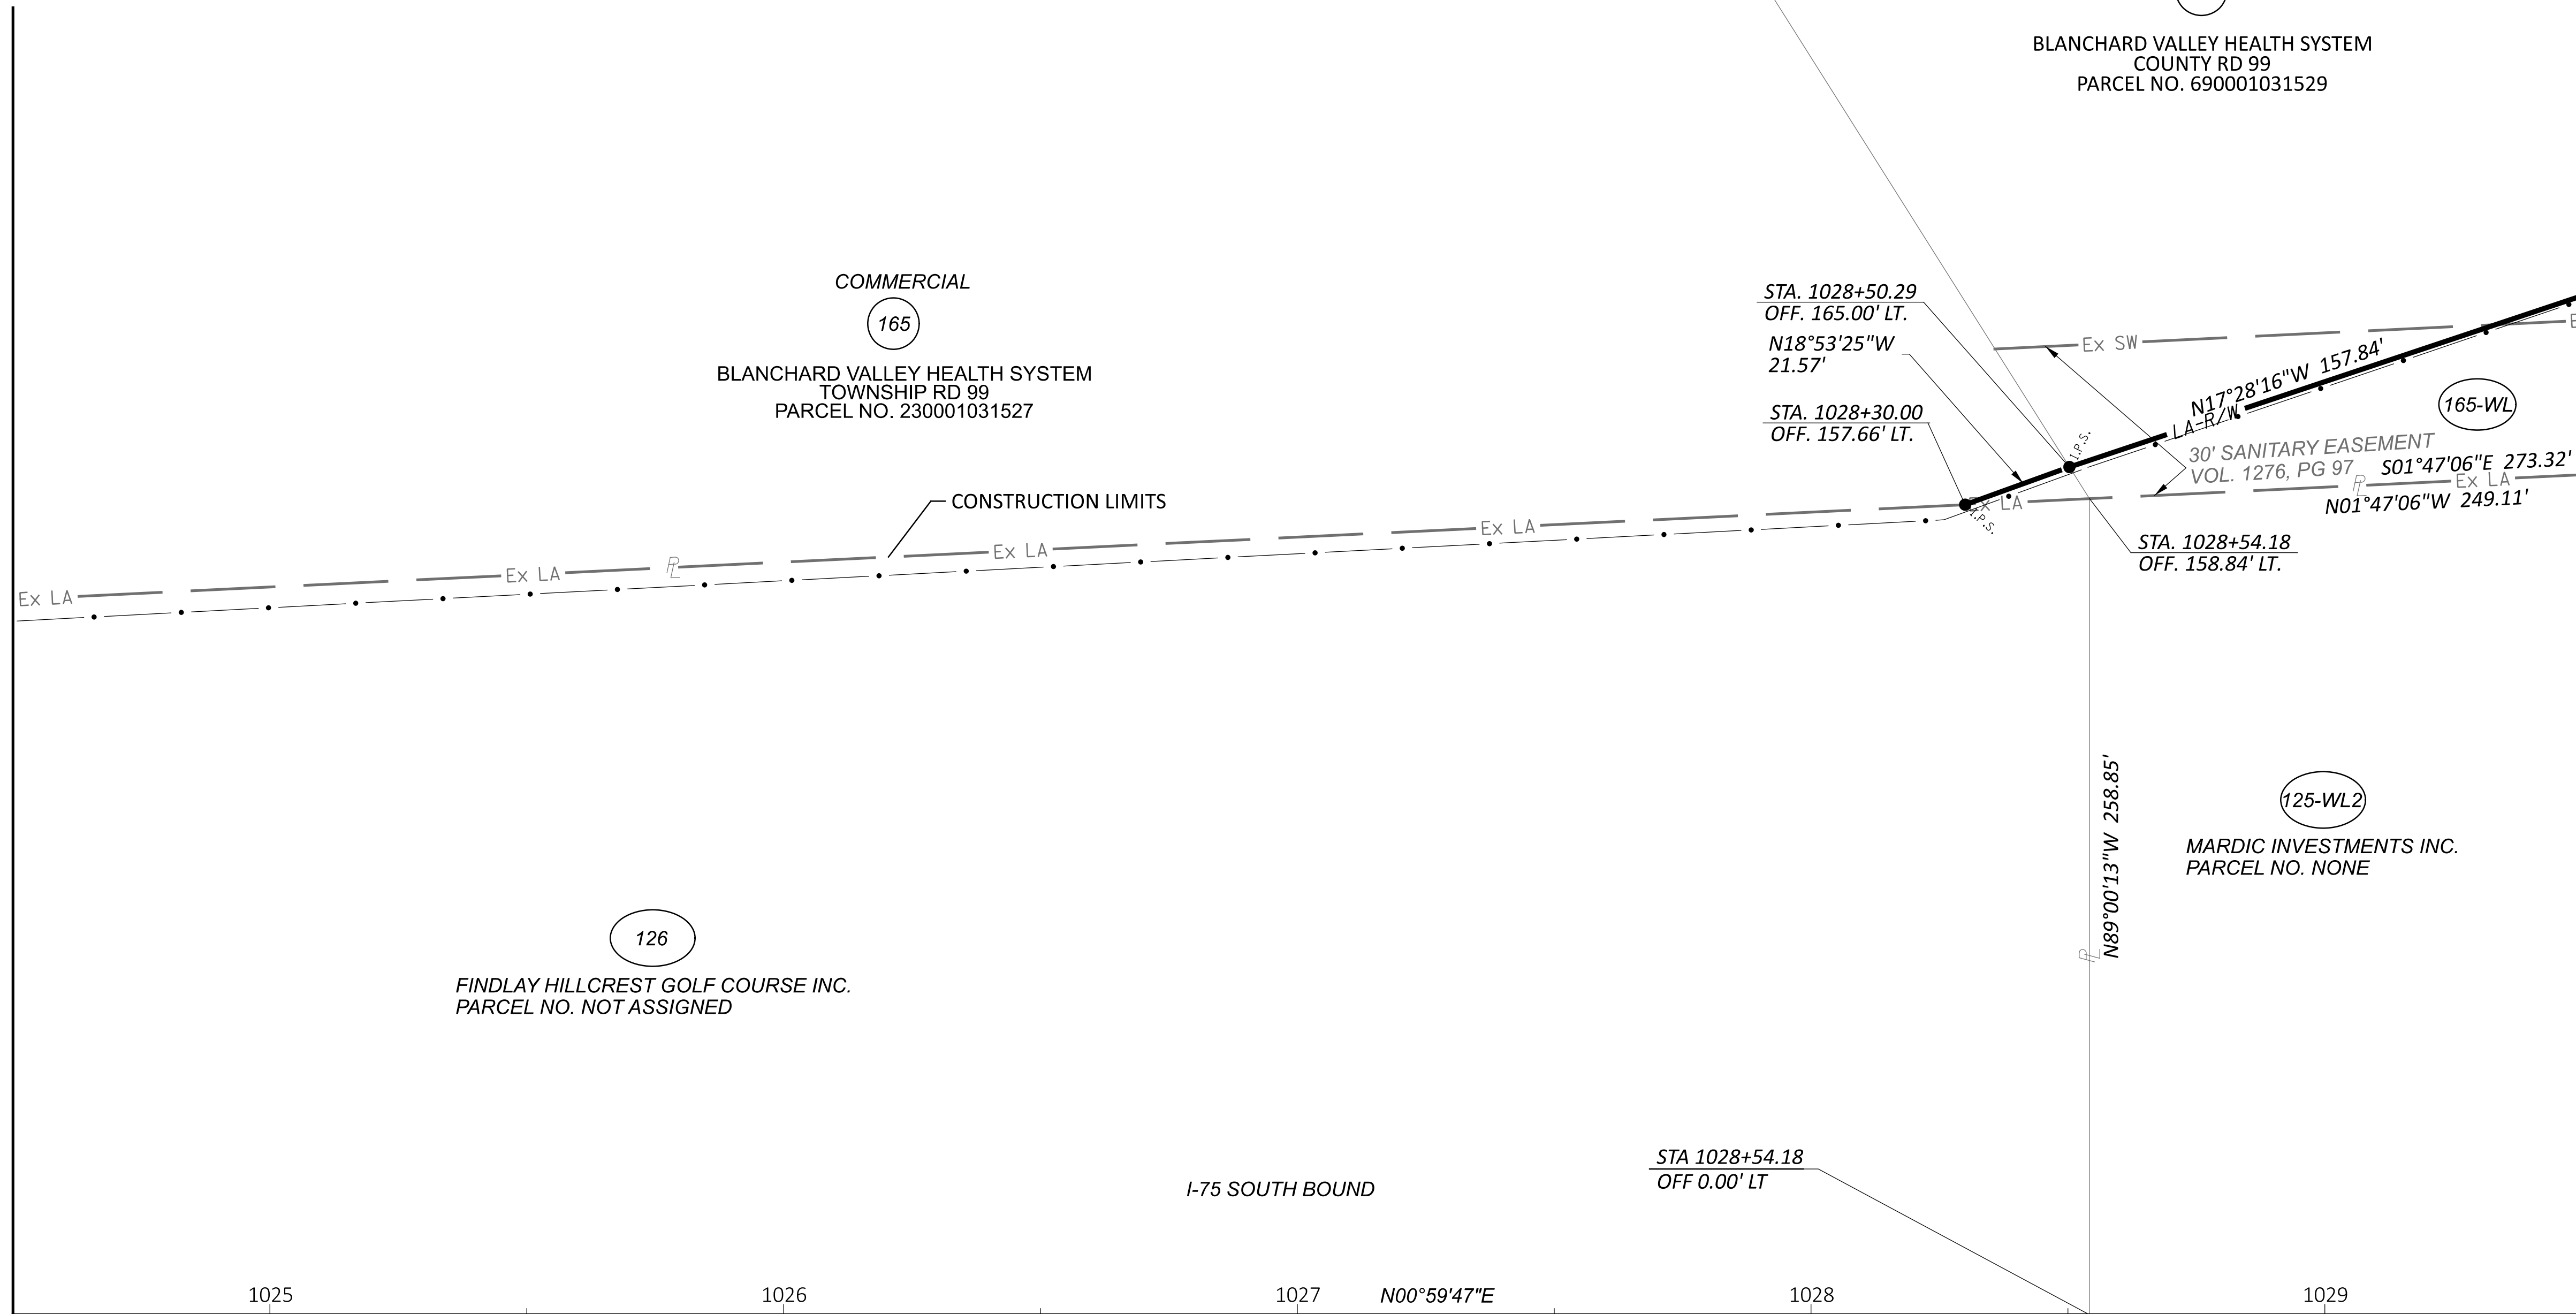 BLANCHARD VALLEY HEALTH SYSTEM
COUNTY RD 99
PARCEL NO. 690001031529
COMMERCIAL
165
BLANCHARD VALLEY HEALTH SYSTEM
TOWNSHIP RD 99
PARCEL NO. 230001031527
STA. 1028+50.29
OFF. 165.00' LT.
N18°53'25"W
21.57'
STA. 1028+30.00
OFF. 157.66' LT.
Ex SW
N17°28'16"W 157.84'
LA-R/W
165-WL
30' SANITARY EASEMENT
VOL. 1276, PG 97
S01°47'06"E 273.32'
PL
Ex LA
N01°47'06"W 249.11'
I.P.S.
I.P.S.
Ex LA
CONSTRUCTION LIMITS
Ex LA
Ex LA
PL
Ex LA
Ex LA
STA. 1028+54.18
OFF. 158.84' LT.
N89°00'13"W 258.85'
PL
125-WL2
MARDIC INVESTMENTS INC.
PARCEL NO. NONE
126
FINDLAY HILLCREST GOLF COURSE INC.
PARCEL NO. NOT ASSIGNED
I-75 SOUTH BOUND
STA 1028+54.18
OFF 0.00' LT
1025
1026
1027
N00°59'47"E
1028
1029